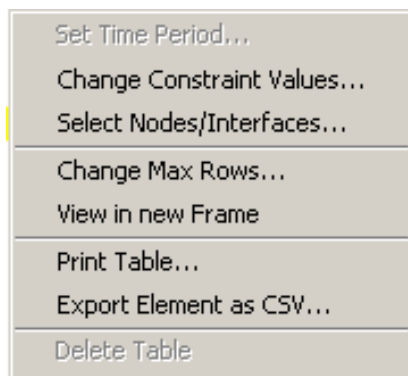 Set Time Period...
Change Constraint Values...
Select Nodes/Interfaces...
Change Max Rows...
View in new Frame
Print Table...
Export Element as CSV...
Delete Table